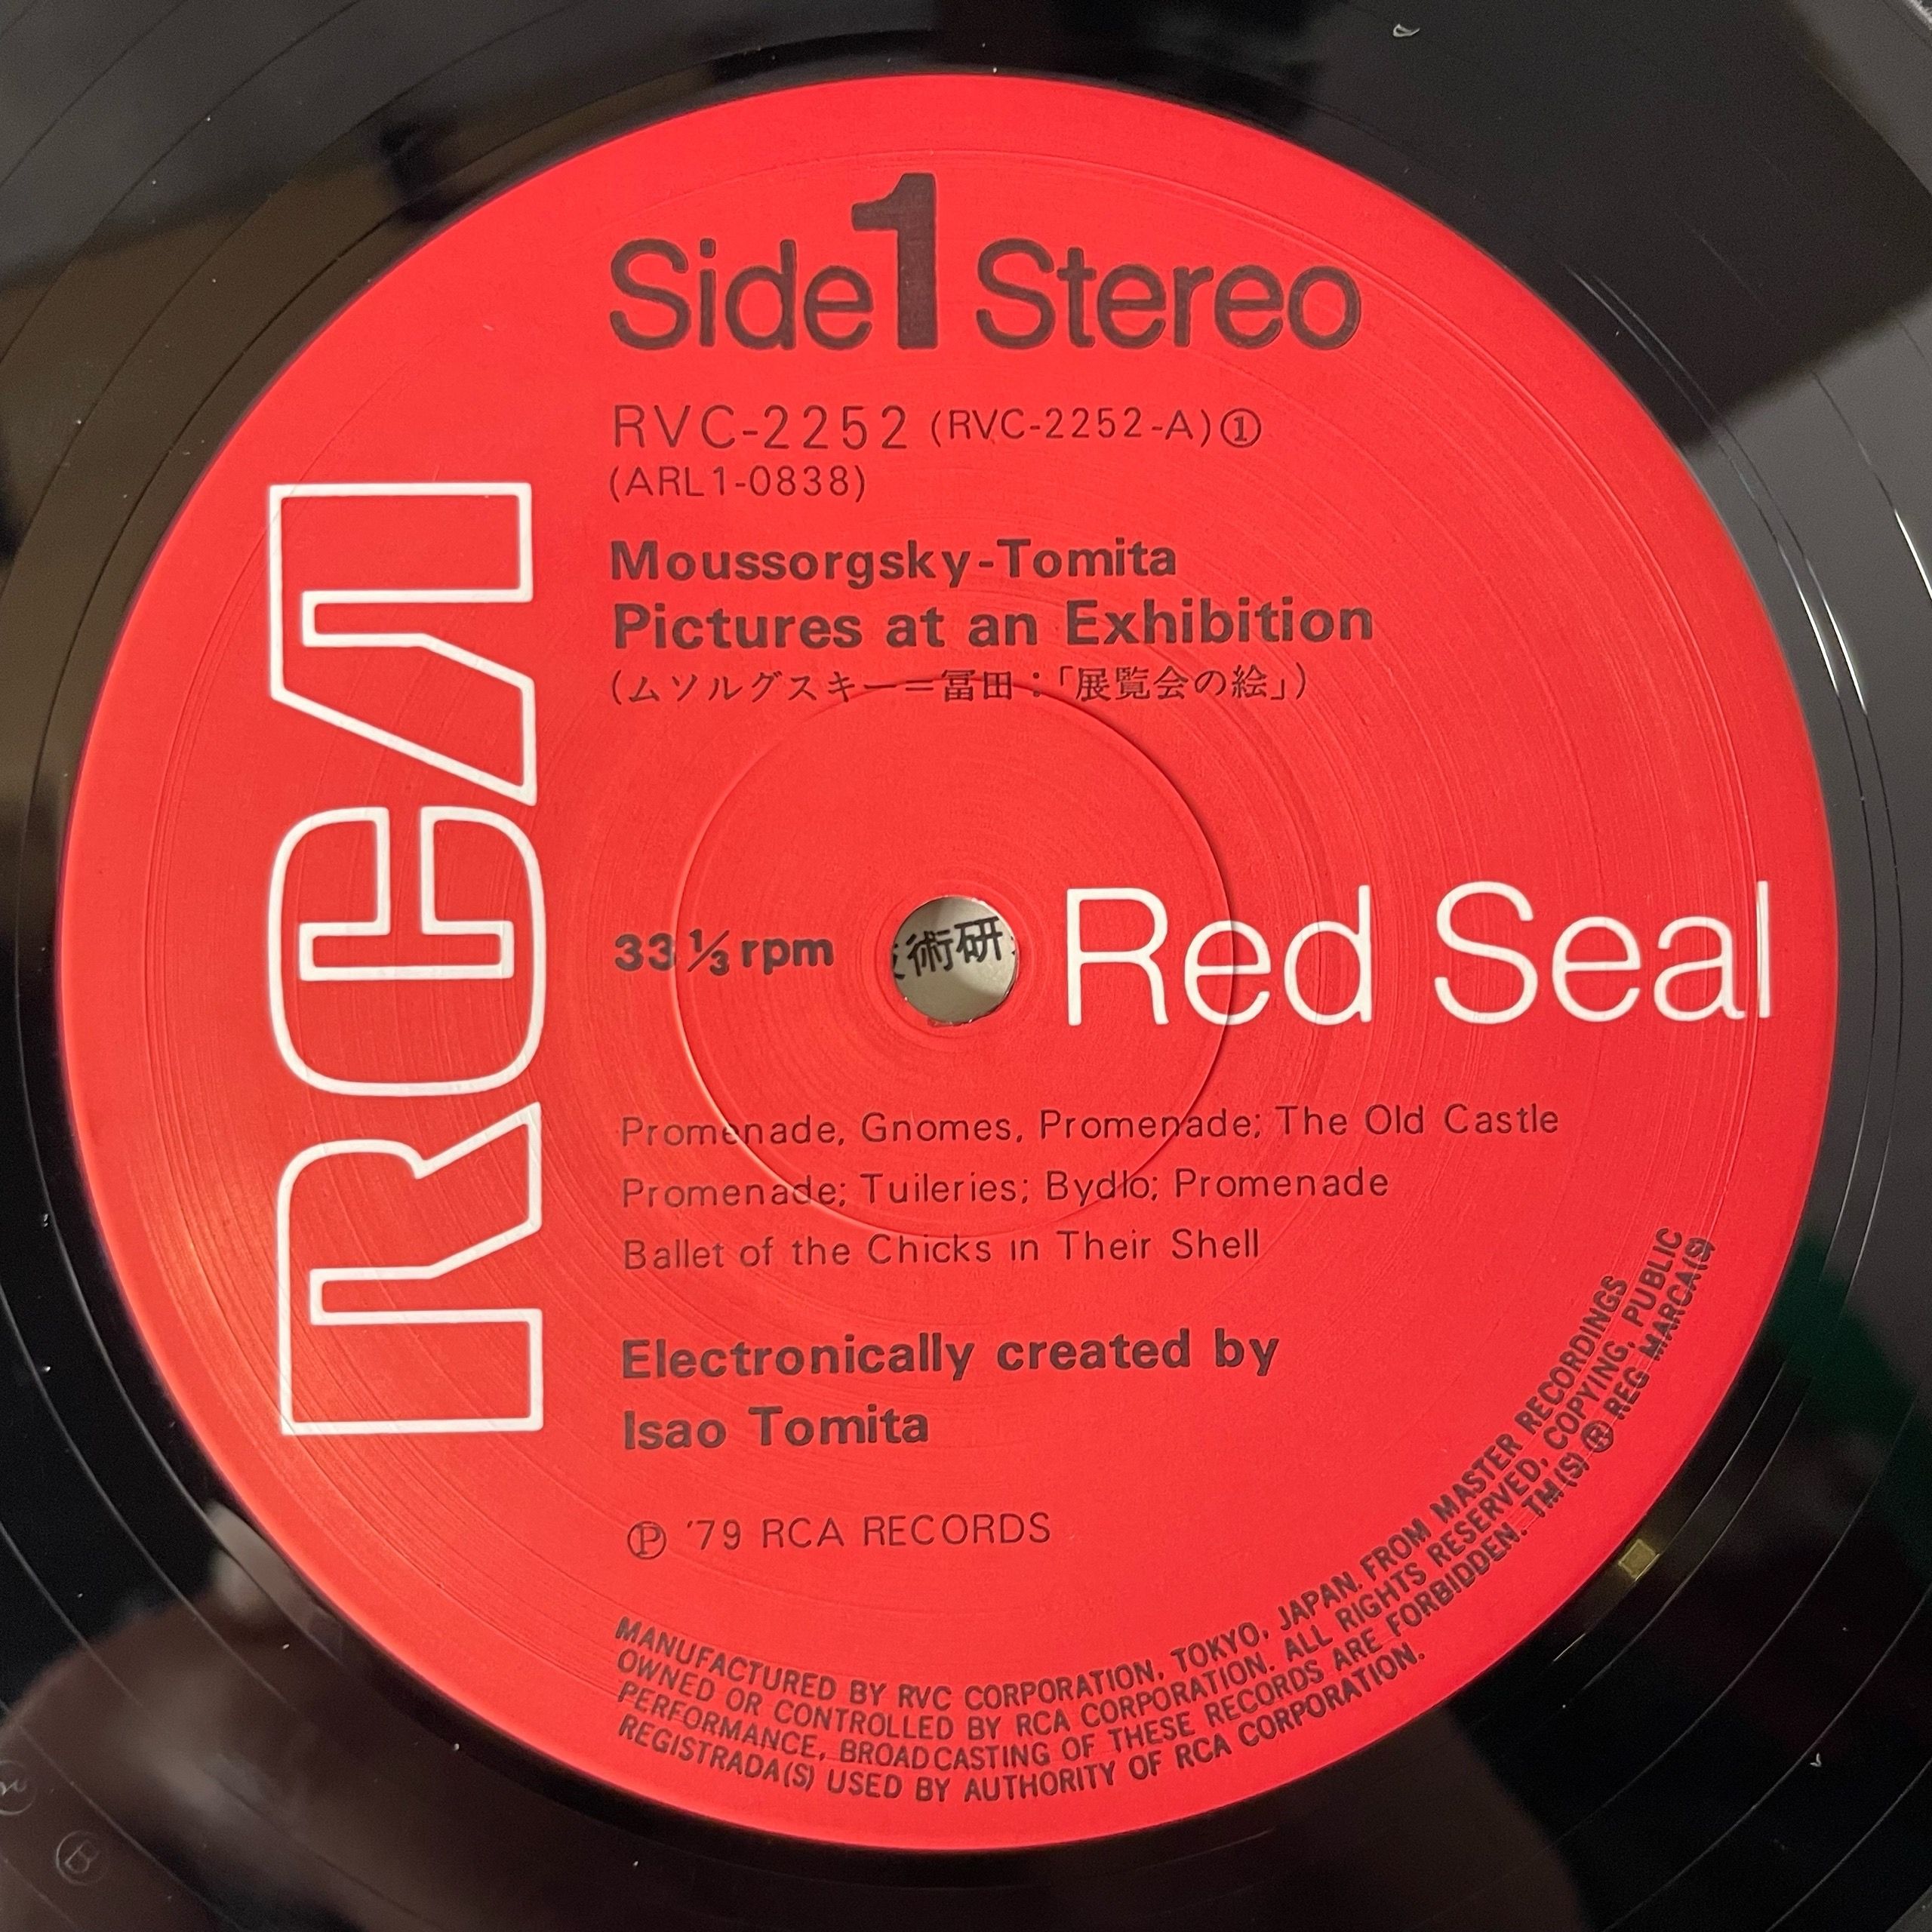 Side 1 Stereo
RVC-2252 (RVC-2252-A)①
(ARL1-0838)
Moussorgsky-Tomita
Pictures at an Exhibition
(ムソルグスキー＝冨田：「展覧会の絵」)
RCA
33 ⅓ rpm
術研
Red Seal
Promenade, Gnomes, Promenade; The Old Castle
Promenade; Tuileries; Bydlo; Promenade
Ballet of the Chicks in Their Shell
Electronically created by
Isao Tomita
Ⓟ '79 RCA RECORDS
MANUFACTURED BY RVC CORPORATION, TOKYO, JAPAN. FROM MASTER RECORDINGS
OWNED OR CONTROLLED BY RCA CORPORATION. ALL RIGHTS RESERVED, COPYING, PUBLIC
PERFORMANCE, BROADCASTING OF THESE RECORDS ARE FORBIDDEN. TM(S) ® REG MARCA(S)
REGISTRADA(S) USED BY AUTHORITY OF RCA CORPORATION.
B